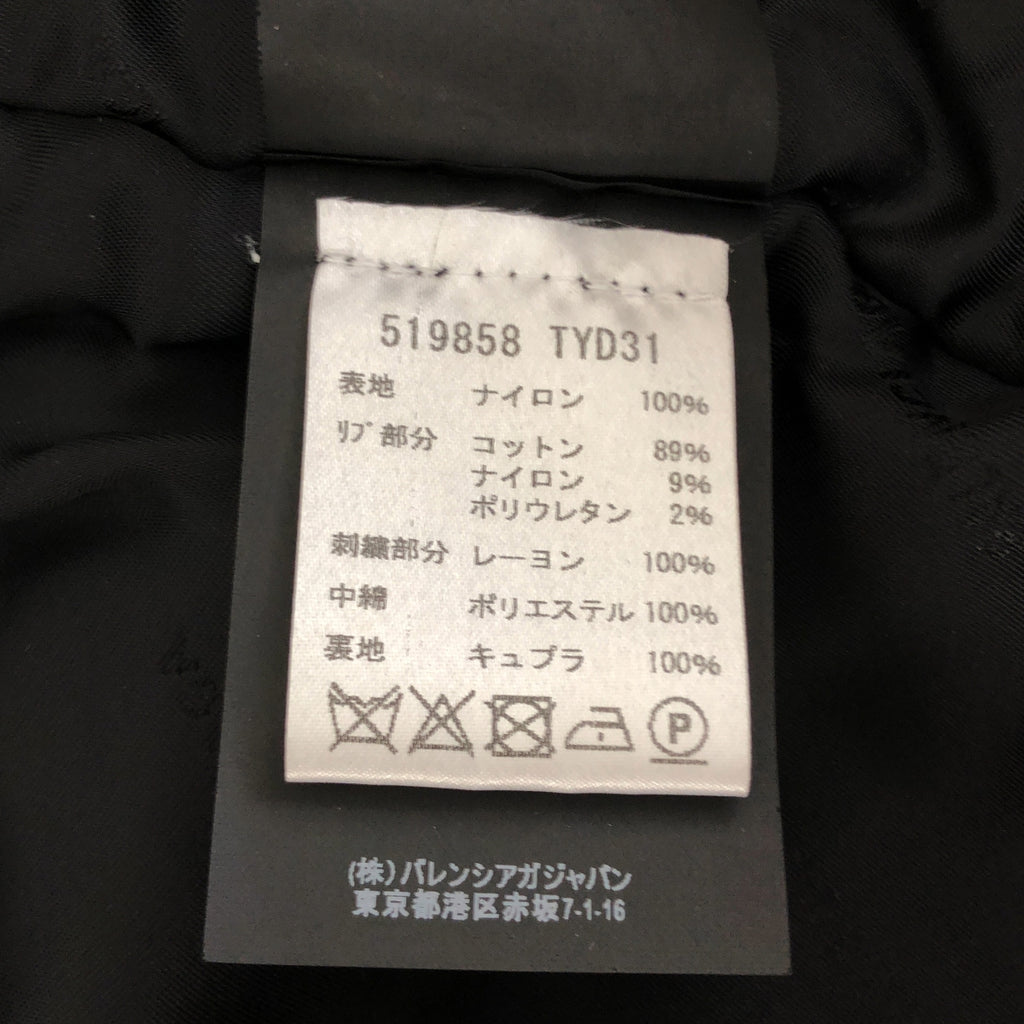 519858 TYD31
表地 ナイロン 100%
ﾘﾌﾞ部分 コットン 89%
ナイロン 9%
ポリウレタン 2%
刺繍部分 レーヨン 100%
中綿 ポリエステル 100%
裏地 キュプラ 100%
P
(株)バレンシアガジャパン
東京都港区赤坂7-1-16